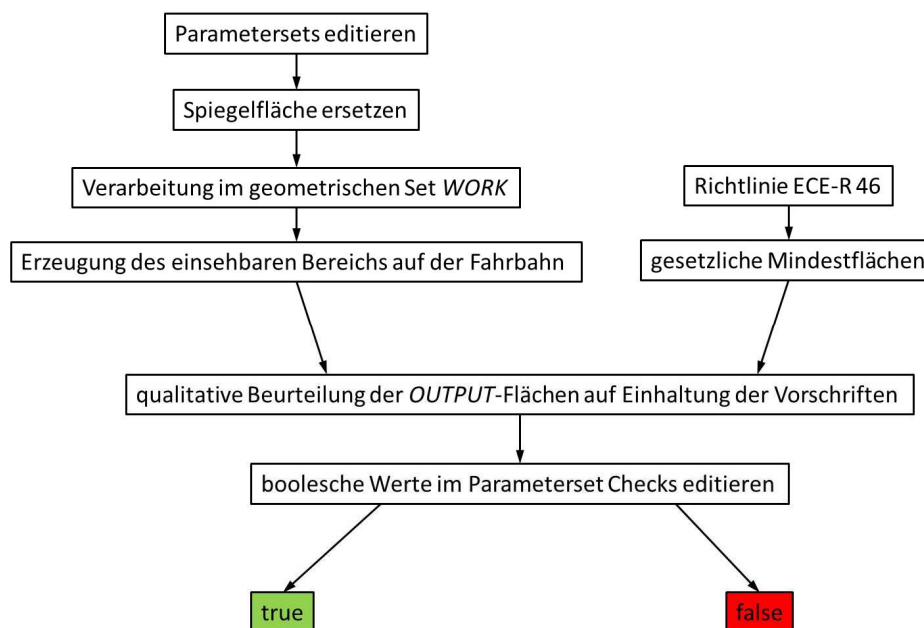 Parametersets editieren
Spiegelfläche ersetzen
Verarbeitung im geometrischen Set WORK
Richtlinie ECE-R 46
Erzeugung des einsehbaren Bereichs auf der Fahrbahn
gesetzliche Mindestflächen
qualitative Beurteilung der OUTPUT-Flächen auf Einhaltung der Vorschriften
boolesche Werte im Parameterset Checks editieren
true
false